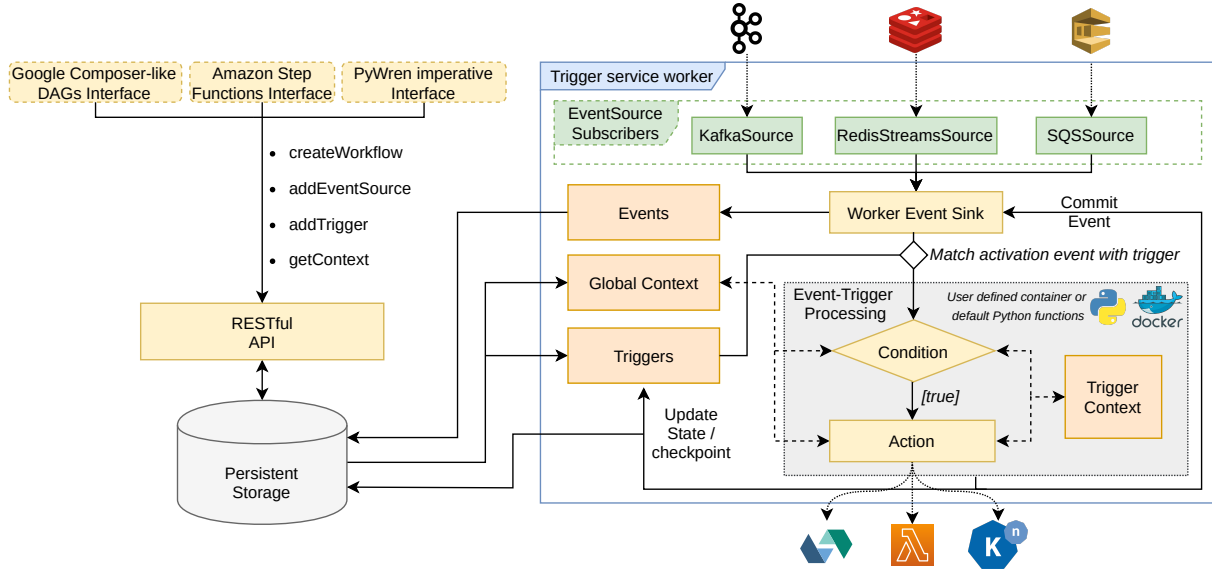 Google Composer-like
DAGs Interface
Amazon Step
Functions Interface
PyWren imperative
Interface
createWorkflow
addEventSource
addTrigger
getContext
RESTful
API
Persistent
Storage
Trigger service worker
EventSource
Subscribers
KafkaSource
RedisStreamsSource
SQSSource
Events
Worker Event Sink
Commit
Event
Match activation event with trigger
Global Context
Event-Trigger
Processing
User defined container or
default Python functions
docker
Triggers
Condition
[true]
Trigger
Context
Update
State /
checkpoint
Action
K
n